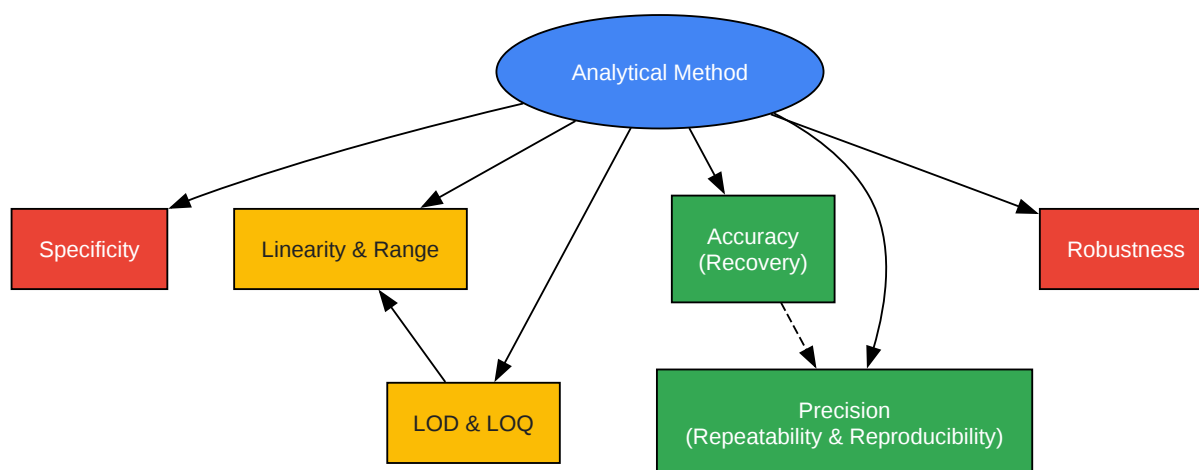 Analytical Method
Specificity
Linearity & Range
Accuracy
(Recovery)
Robustness
LOD & LOQ
Precision
(Repeatability & Reproducibility)